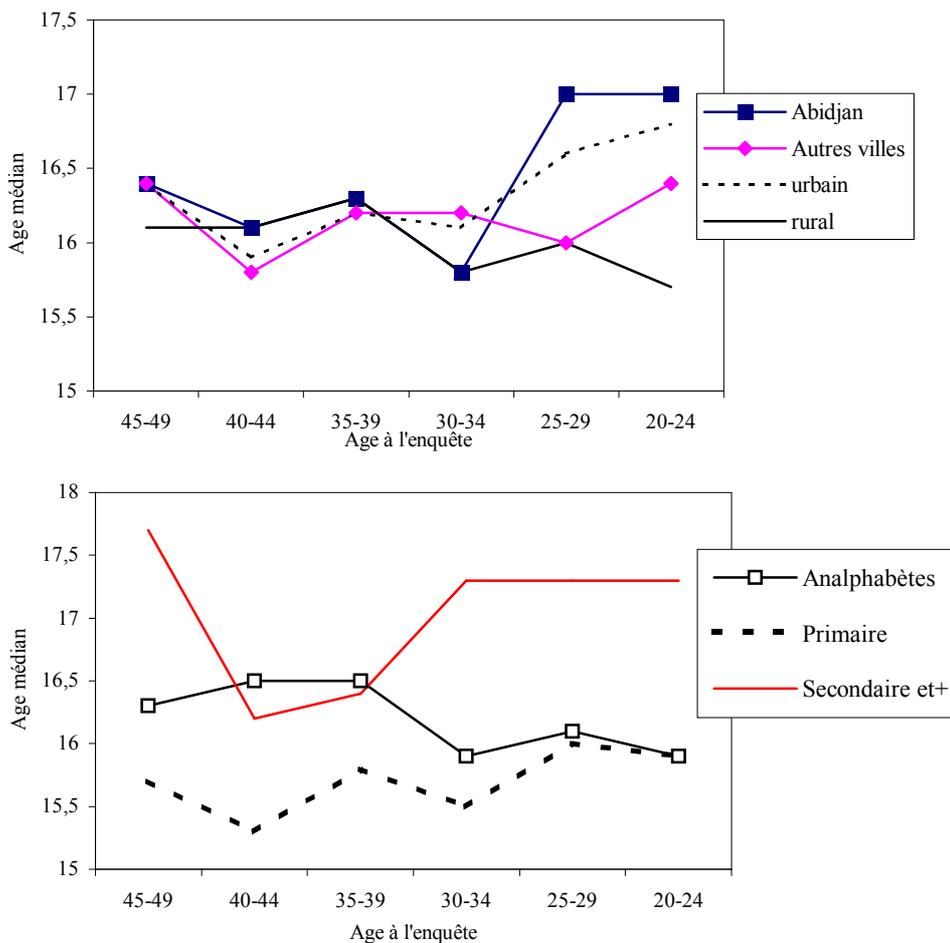 17,5
17
16,5
16
15,5
15
Age médian
45-49 40-44 35-39 30-34 25-29 20-24
Age à l'enquête
Abidjan
Autres villes
urbain
rural
18
17,5
17
16,5
16
15,5
15
Age médian
45-49 40-44 35-39 30-34 25-29 20-24
Age à l'enquête
Analphabètes
Primaire
Secondaire et+